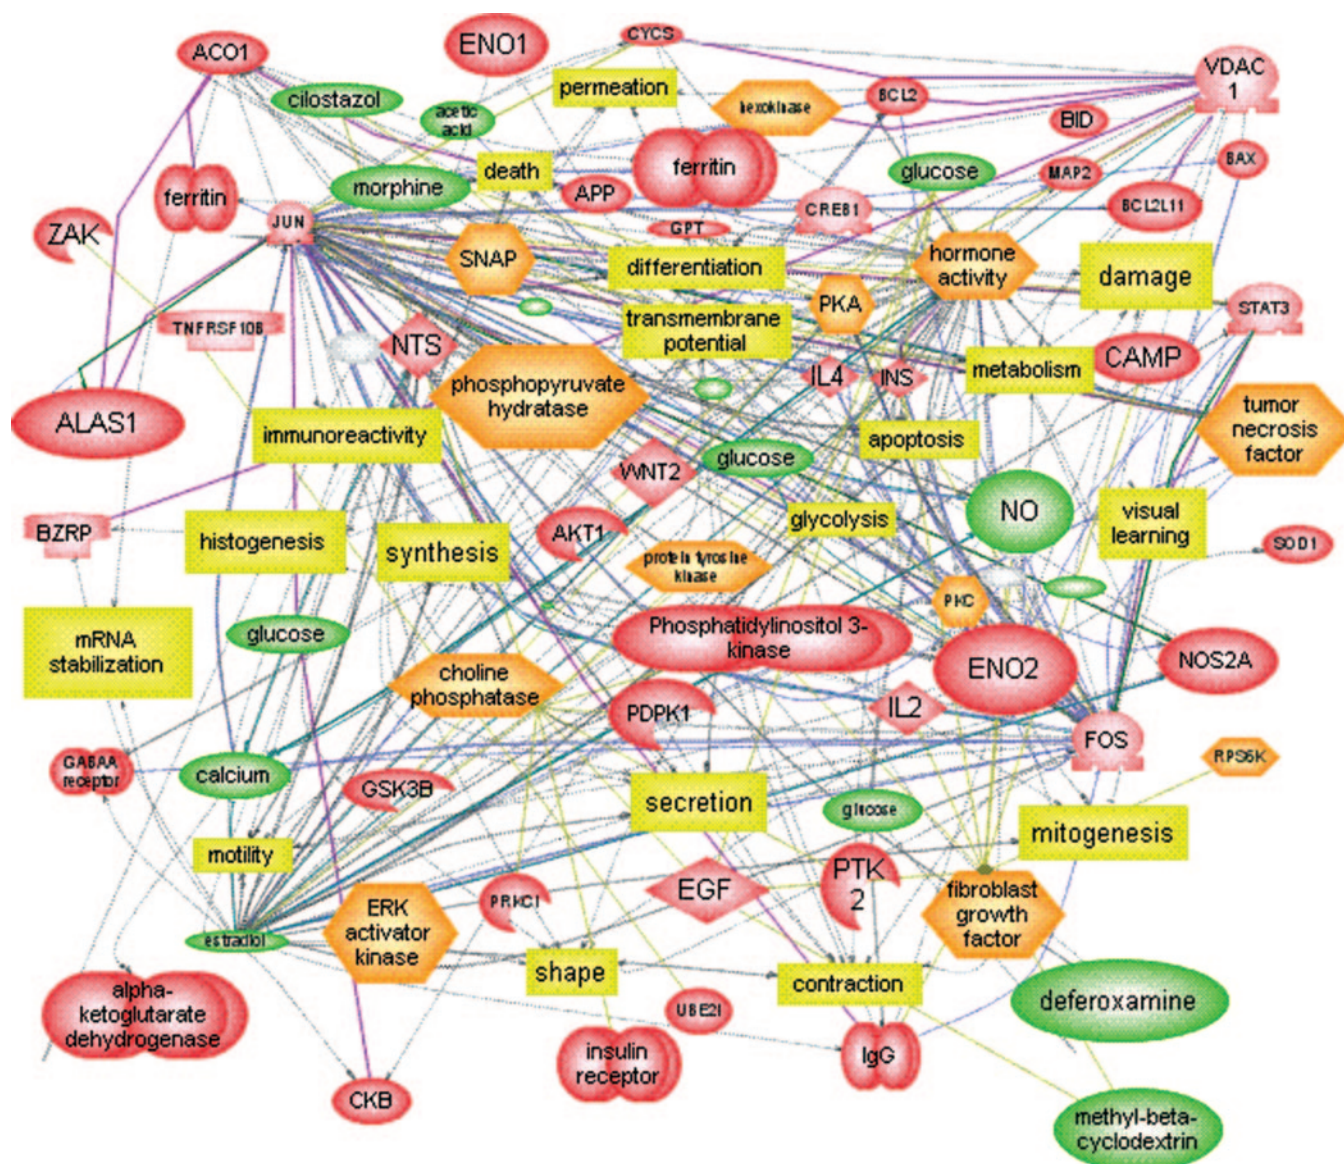 ACO1
ENO1
CYCS
VDAC
1
cilostazol
acetic
acid
permeation
hexokinase
BCL2
BID
BAX
ferritin
morphine
death
APP
ferritin
glucose
MAP2
BCL2L11
ZAK
JUN
GPT
CREB1
SNAP
differentiation
hormone
activity
damage
TNFRSF10B
NTS
transmembrane
potential
PKA
STAT3
phosphopyruvate
hydratase
IL4
INS
metabolism
CAMP
ALAS1
immunoreactivity
WNT2
glucose
apoptosis
tumor
necrosis
factor
BZRP
histogenesis
synthesis
AKT1
glycolysis
NO
visual
learning
SOD1
protein tyrosine
kinase
PKC
mRNA
stabilization
glucose
Phosphatidylinositol 3-
kinase
ENO2
NOS2A
choline
phosphatase
PDPK1
IL2
FOS
GABAA
receptor
calcium
GSK3B
secretion
glucose
RPS6K
mitogenesis
motility
EGF
PTK
2
fibroblast
growth
factor
estradiol
ERK
activator
kinase
PRKCI
shape
contraction
deferoxamine
alpha-
ketoglutarate
dehydrogenase
UBE2I
insulin
receptor
IgG
CKB
methyl-beta-
cyclodextrin